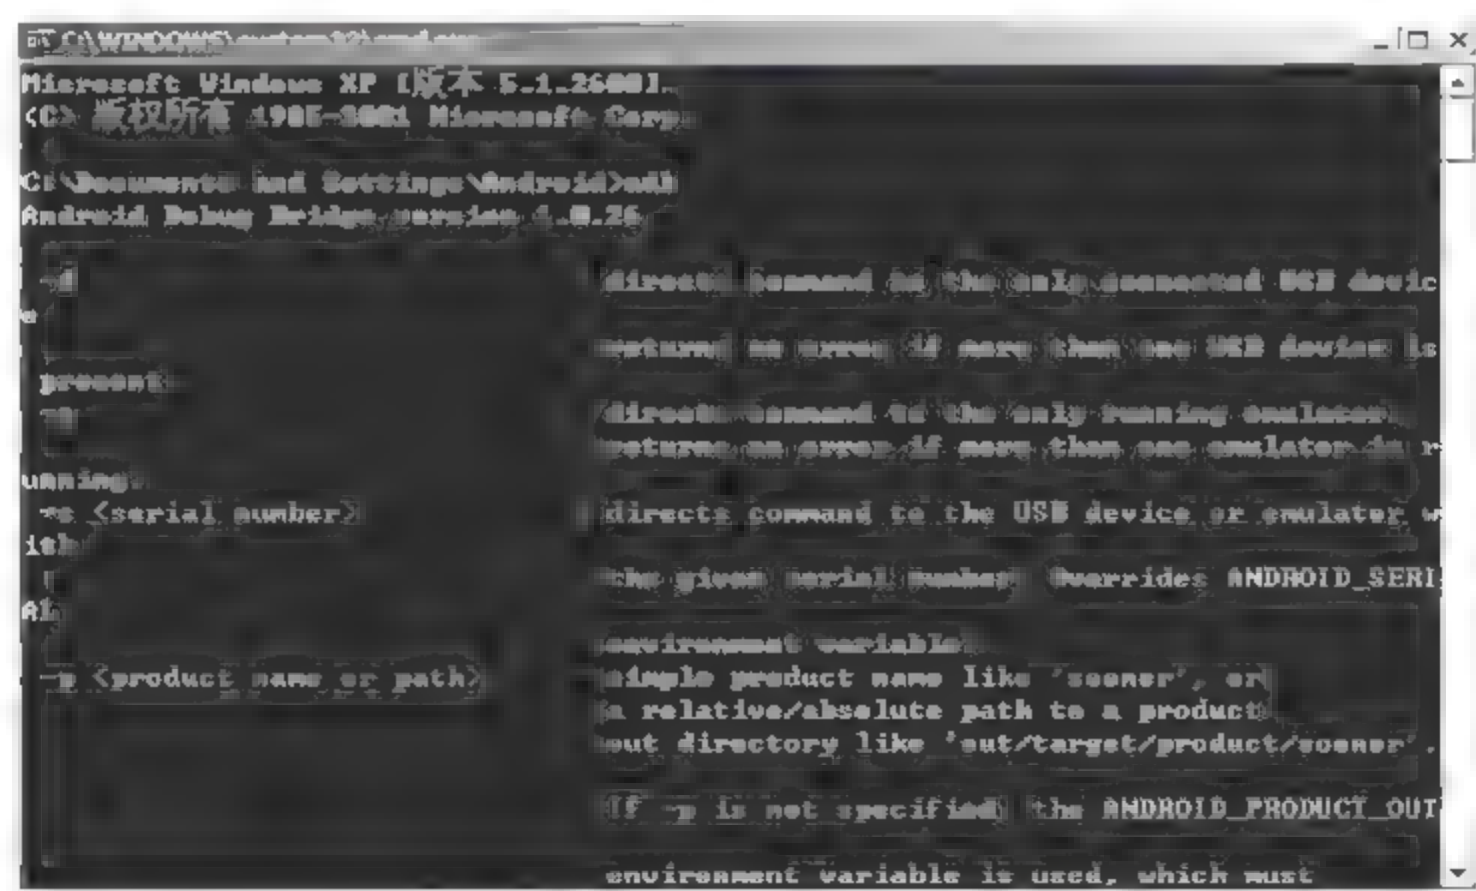 C:\WINDOWS\system32\cmd.exe
Microsoft Windows XP [版本 5.1.2600]
(C) 版权所有 1985-2001 Microsoft Corp.
C:\Documents and Settings\Android>adb
Android Debug Bridge version 1.0.26
-d directs command to the only connected USB devic
e
returns an error if more than one USB device is
present.
directs command to the only running emulator.
returns an error if more than one emulator is r
unning.
-s <serial number> directs command to the USB device or emulator w
ith
the given serial number. Overrides ANDROID_SERI
AL
environment variable.
-p <product name or path> simple product name like 'sooner', or
a relative/absolute path to a product
out directory like 'out/target/product/sooner'.
If -p is not specified, the ANDROID_PRODUCT_OUT
environment variable is used, which must